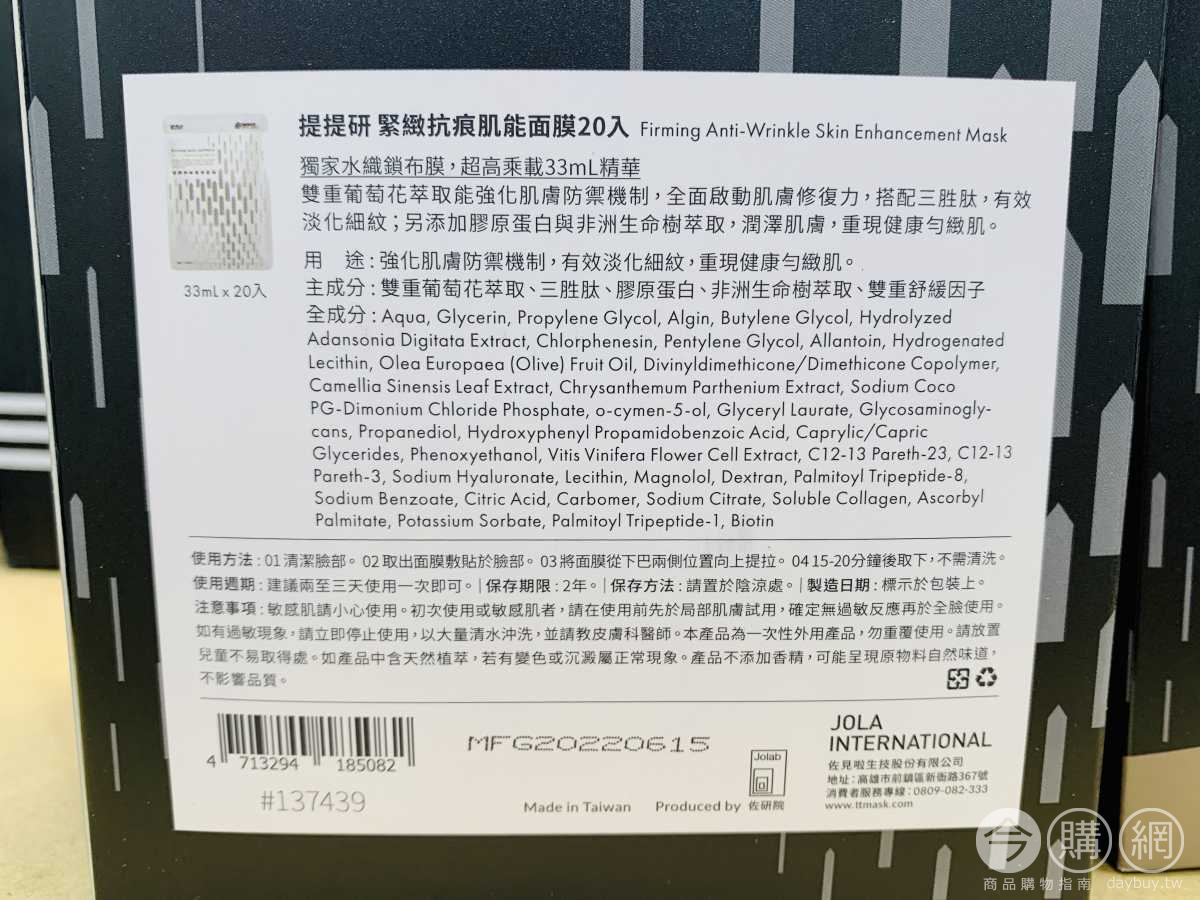 提提研 緊緻抗痕肌能面膜20入 Firming Anti-Wrinkle Skin Enhancement Mask
獨家水織鎖布膜，超高乘載33mL精華
雙重葡萄花萃取能強化肌膚防禦機制，全面啟動肌膚修復力，搭配三胜肽，有效
淡化細紋；另添加膠原蛋白與非洲生命樹萃取，潤澤肌膚，重現健康勻緻肌。
33mL x 20入
用 途：強化肌膚防禦機制，有效淡化細紋，重現健康勻緻肌。
主成分：雙重葡萄花萃取、三胜肽、膠原蛋白、非洲生命樹萃取、雙重舒緩因子
全成分：Aqua, Glycerin, Propylene Glycol, Algin, Butylene Glycol, Hydrolyzed
Adansonia Digitata Extract, Chlorphenesin, Pentylene Glycol, Allantoin, Hydrogenated
Lecithin, Olea Europaea (Olive) Fruit Oil, Divinyldimethicone/Dimethicone Copolymer,
Camellia Sinensis Leaf Extract, Chrysanthemum Parthenium Extract, Sodium Coco
PG-Dimonium Chloride Phosphate, o-cymen-5-ol, Glyceryl Laurate, Glycosaminogly-
cans, Propanediol, Hydroxyphenyl Propamidobenzoic Acid, Caprylic/Capric
Glycerides, Phenoxyethanol, Vitis Vinifera Flower Cell Extract, C12-13 Pareth-23, C12-13
Pareth-3, Sodium Hyaluronate, Lecithin, Magnolol, Dextran, Palmitoyl Tripeptide-8,
Sodium Benzoate, Citric Acid, Carbomer, Sodium Citrate, Soluble Collagen, Ascorbyl
Palmitate, Potassium Sorbate, Palmitoyl Tripeptide-1, Biotin
使用方法：01 清潔臉部。 02 取出面膜敷貼於臉部。 03 將面膜從下巴兩側位置向上提拉。 04 15-20分鐘後取下，不需清洗。
使用週期：建議兩至三天使用一次即可。|保存期限：2年。|保存方法：請置於陰涼處。|製造日期：標示於包裝上。
注意事項：敏感肌請小心使用。初次使用或敏感肌者，請在使用前先於局部肌膚試用，確定無過敏反應再於全臉使用。
如有過敏現象，請立即停止使用，以大量清水沖洗，並請教皮膚科醫師。本產品為一次性外用產品，勿重覆使用。請放置
兒童不易取得處。如產品中含天然植萃，若有變色或沉澱屬正常現象。產品不添加香精，可能呈現原物料自然味道，
不影響品質。
4 713294 185082
#137439
MFG20220615
Made in Taiwan
Jolab
Produced by 佐研院
JOLA
INTERNATIONAL
佐見啦生技股份有限公司
地址：高雄市前鎮區新衙路367號
消費者服務專線：0809-082-333
www.ttmask.com
今購網
商品購物指南 daybuy.tw